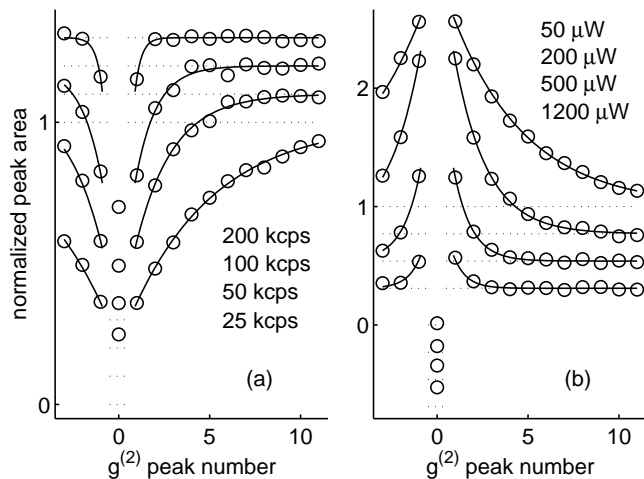 normalized peak area
1
0
200 kcps
100 kcps
50 kcps
25 kcps
(a)
0 5 10
g(2) peak number
2
1
0
50 μW
200 μW
500 μW
1200 μW
(b)
0 5 10
g(2) peak number